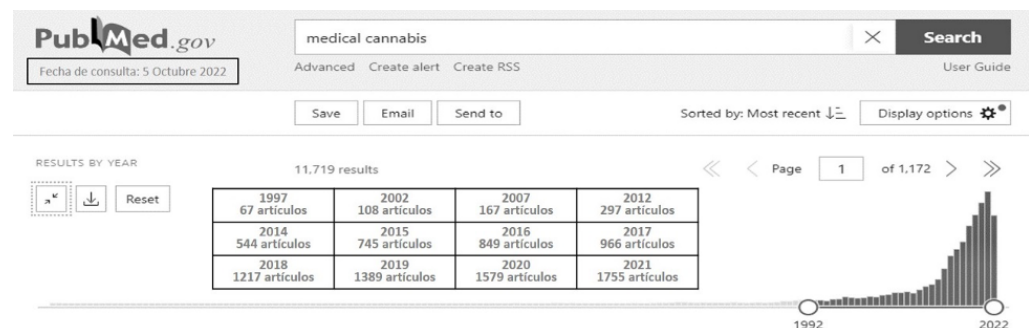 PubMed.gov
medical cannabis
Search
Fecha de consulta: 5 Octubre 2022
Advanced Create alert Create RSS
User Guide
Save Email Send to
Sorted by: Most recent
Display options
RESULTS BY YEAR
11,719 results
Page 1 of 1,172
Reset
1997 2002 2007 2012
67 artículos 108 artículos 167 artículos 297 artículos
2014 2015 2016 2017
544 artículos 745 artículos 849 artículos 966 artículos
2018 2019 2020 2021
1217 artículos 1389 artículos 1579 artículos 1755 artículos
1992 2022